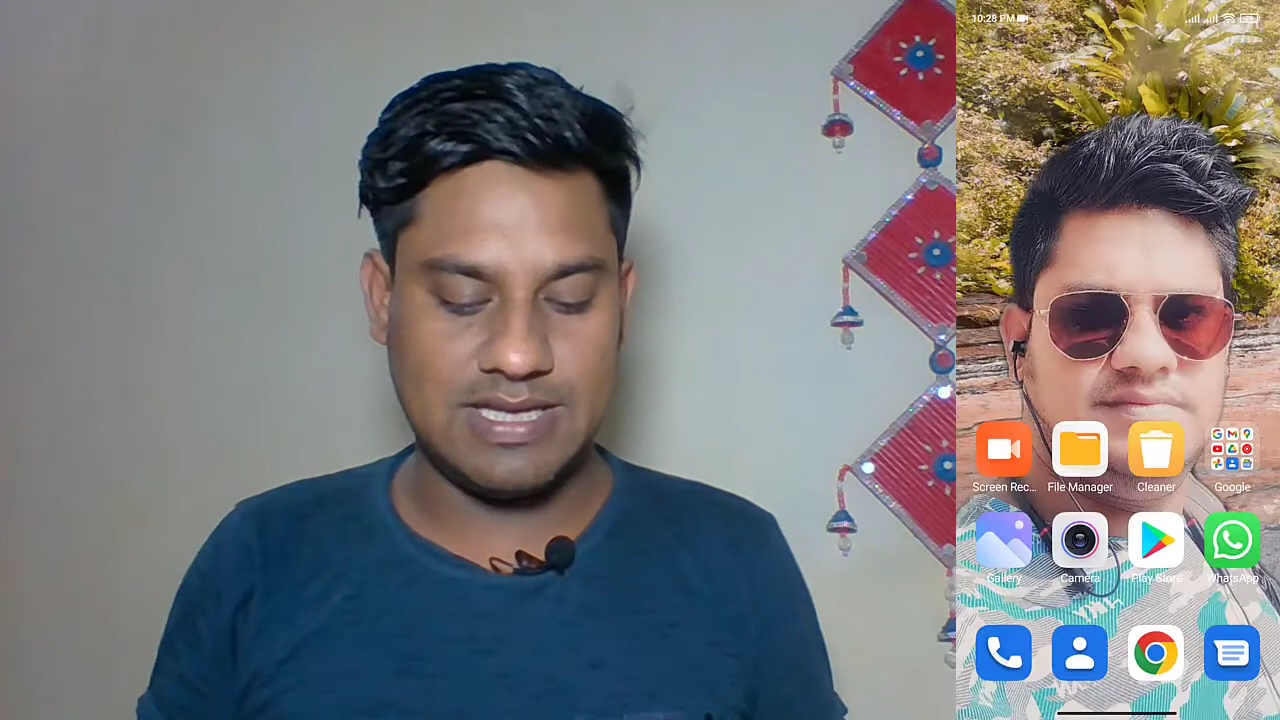 10:28 PM
Screen Rec...
File Manager
Cleaner
Google
Gallery
Camera
Play Store
WhatsApp